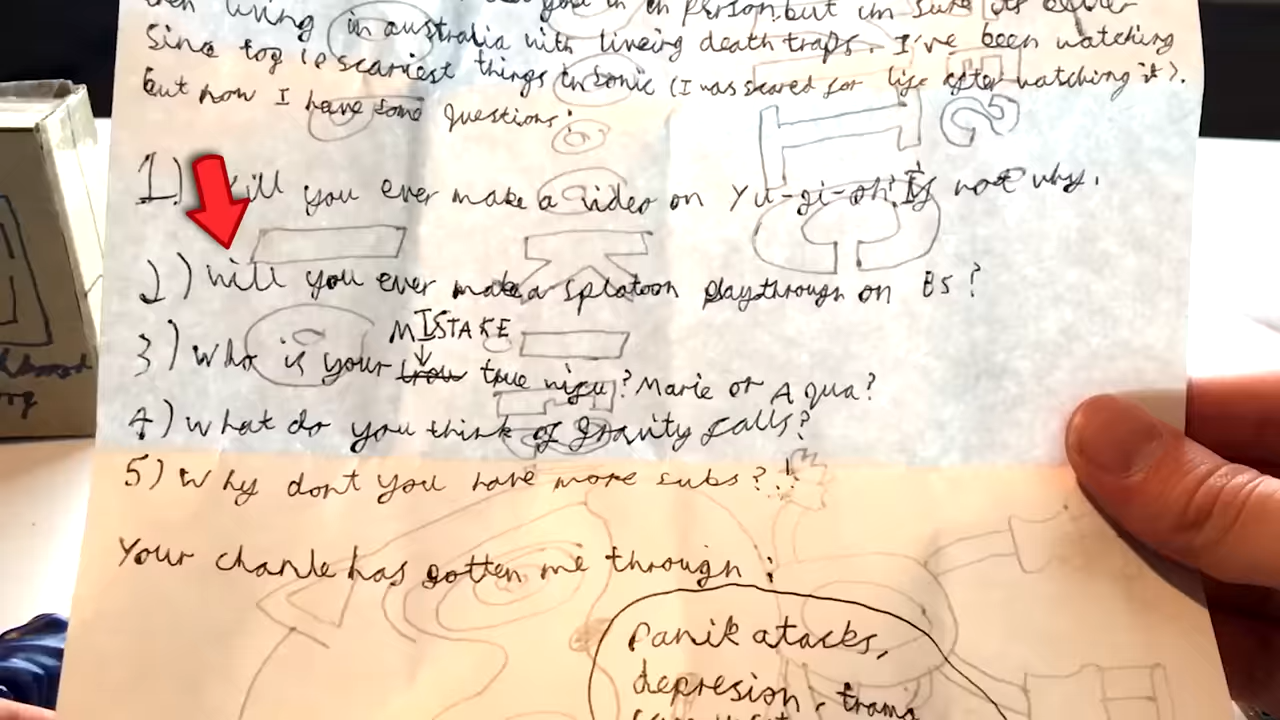 then living in australia with liveing death traps. I've been watching
Since top 10 scariest things in sonic (I was scared for life after watching it).
but now I have some questions:
1) Will you ever make a video on Yu-gi-oh? If not why.
2) Will you ever make a splatoon playthrough on BS?
3) Who is your true nifu? Marie or Aqua?
MISTAKE
4) What do you think of gravity falls?
5) Why dont you have more subs?!
Your chanle has gotten me through:
Panik atacks,
depresion, trama